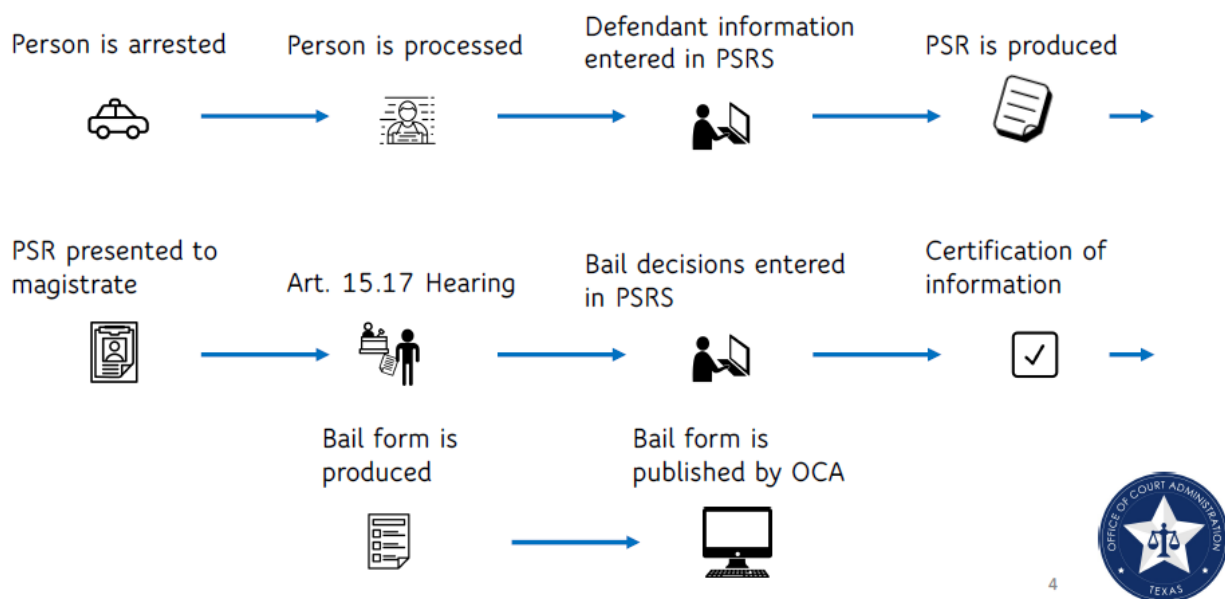 Person is arrested
Person is processed
Defendant information
entered in PSRS
PSR is produced
PSR presented to
magistrate
Art. 15.17 Hearing
Bail decisions entered
in PSRS
Certification of
information
Bail form is
produced
Bail form is
published by OCA
4
OFFICE OF COURT ADMINISTRATION
TEXAS